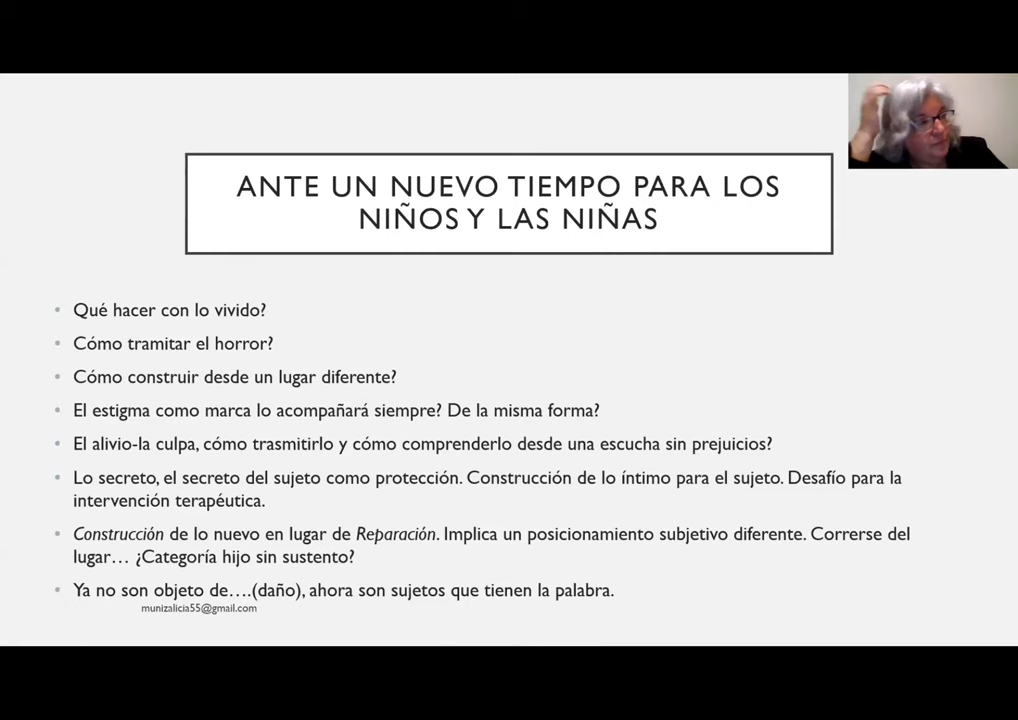 ANTE UN NUEVO TIEMPO PARA LOS
NIÑOS Y LAS NIÑAS
• Qué hacer con lo vivido?
• Cómo tramitar el horror?
• Cómo construir desde un lugar diferente?
• El estigma como marca lo acompañará siempre? De la misma forma?
• El alivio-la culpa, cómo trasmitirlo y cómo comprenderlo desde una escucha sin prejuicios?
• Lo secreto, el secreto del sujeto como protección. Construcción de lo íntimo para el sujeto. Desafío para la
intervención terapéutica.
• Construcción de lo nuevo en lugar de Reparación. Implica un posicionamiento subjetivo diferente. Correrse del
lugar… ¿Categoría hijo sin sustento?
• Ya no son objeto de….(daño), ahora son sujetos que tienen la palabra.
munizalicia55@gmail.com